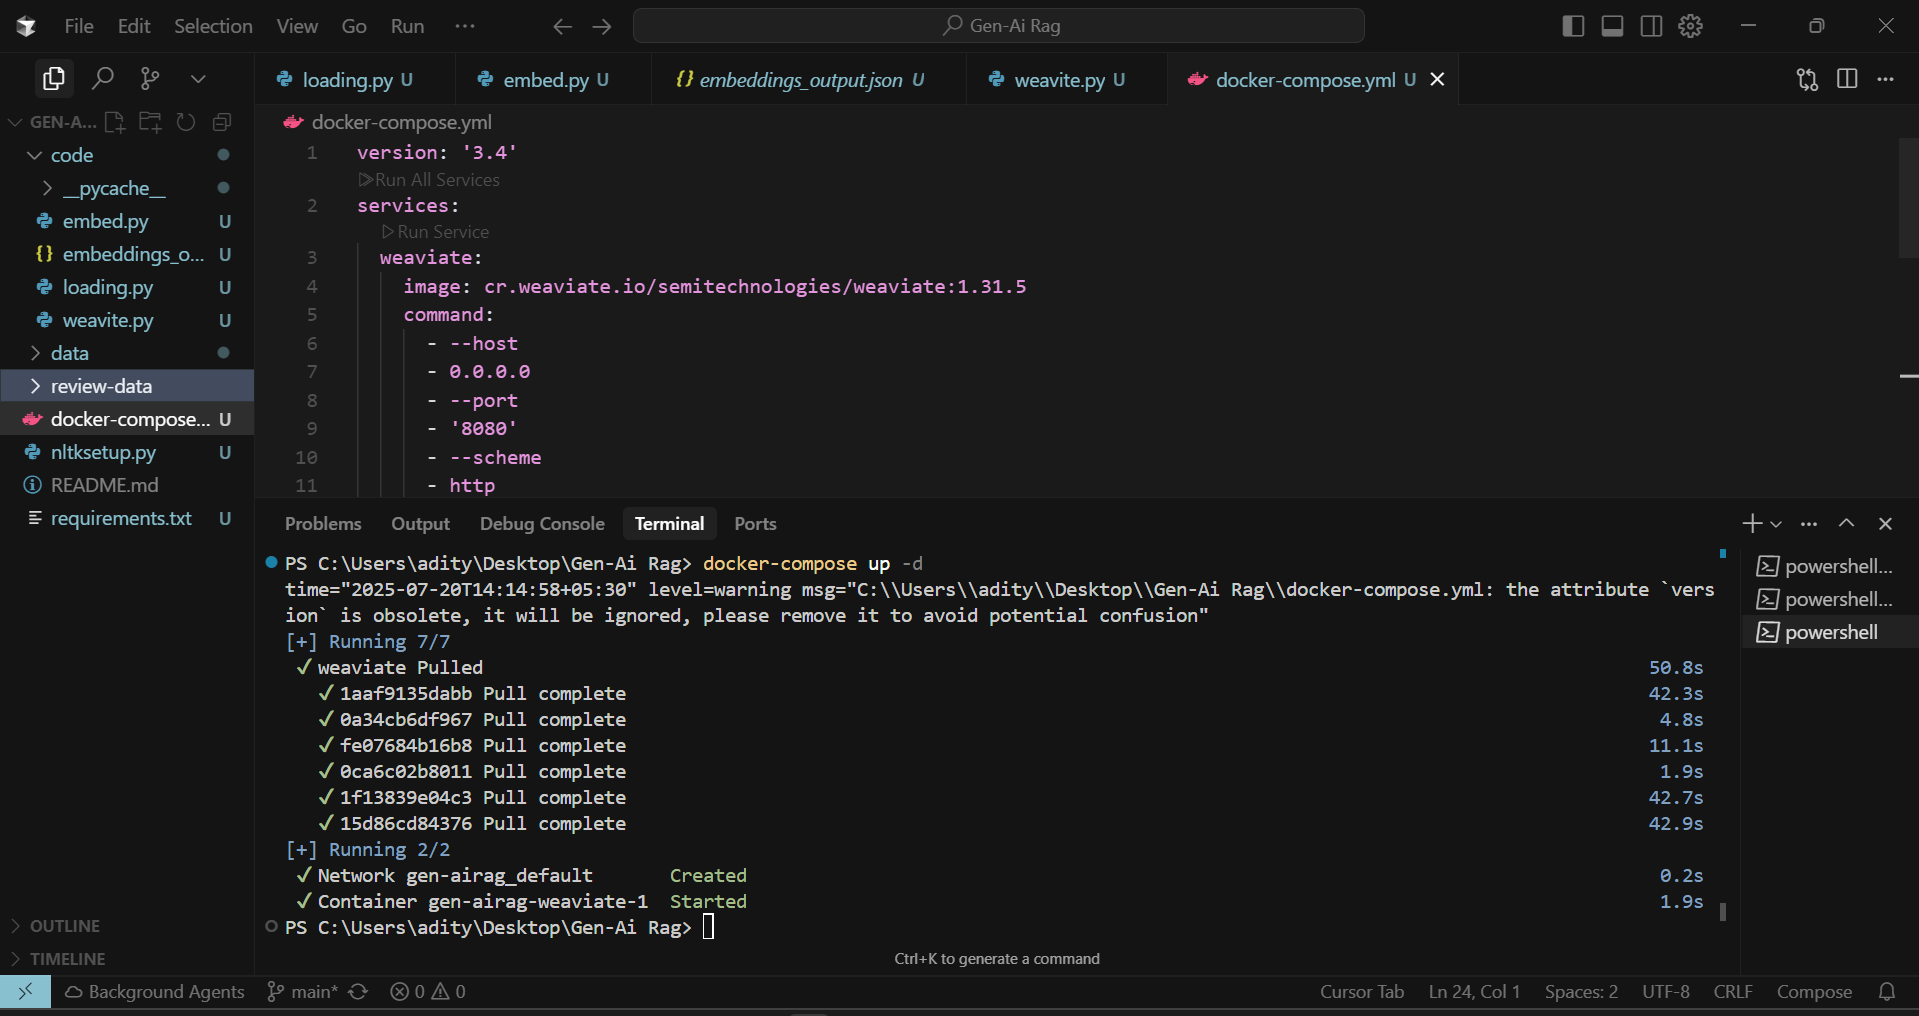 File Edit Selection View Go Run ··· Gen-Ai Rag
loading.py U embed.py U {} embeddings_output.json U weavite.py U docker-compose.yml U
GEN-A...
code
__pycache__
embed.py U
{} embeddings_o... U
loading.py U
weavite.py U
data
review-data
docker-compose... U
nltksetup.py U
README.md
requirements.txt U
OUTLINE
TIMELINE
docker-compose.yml
1 version: '3.4'
Run All Services
2 services:
Run Service
3 weaviate:
4 image: cr.weaviate.io/semitechnologies/weaviate:1.31.5
5 command:
6 - --host
7 - 0.0.0.0
8 - --port
9 - '8080'
10 - --scheme
11 - http
Problems Output Debug Console Terminal Ports
PS C:\Users\adity\Desktop\Gen-Ai Rag> docker-compose up -d
time="2025-07-20T14:14:58+05:30" level=warning msg="C:\\Users\\adity\\Desktop\\Gen-Ai Rag\\docker-compose.yml: the attribute `vers
ion` is obsolete, it will be ignored, please remove it to avoid potential confusion"
[+] Running 7/7
✓ weaviate Pulled 50.8s
✓ 1aaf9135dabb Pull complete 42.3s
✓ 0a34cb6df967 Pull complete 4.8s
✓ fe07684b16b8 Pull complete 11.1s
✓ 0ca6c02b8011 Pull complete 1.9s
✓ 1f13839e04c3 Pull complete 42.7s
✓ 15d86cd84376 Pull complete 42.9s
[+] Running 2/2
✓ Network gen-airag_default Created 0.2s
✓ Container gen-airag-weaviate-1 Started 1.9s
PS C:\Users\adity\Desktop\Gen-Ai Rag>
Ctrl+K to generate a command
powershell...
powershell...
powershell
Background Agents main* 0 0 Cursor Tab Ln 24, Col 1 Spaces: 2 UTF-8 CRLF Compose